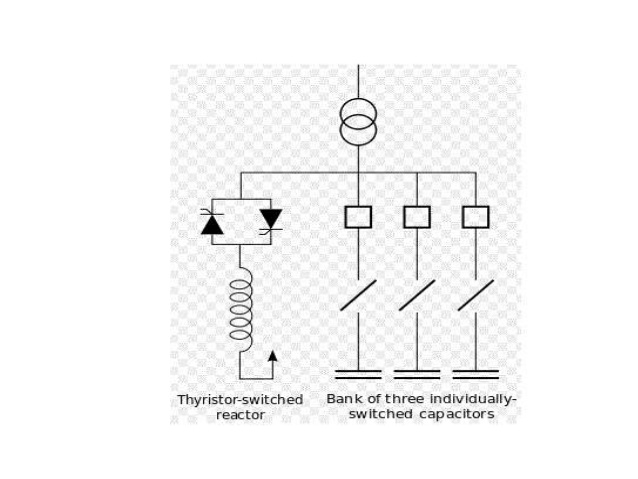 Thyristor-switched
reactor
Bank of three individually-
switched capacitors